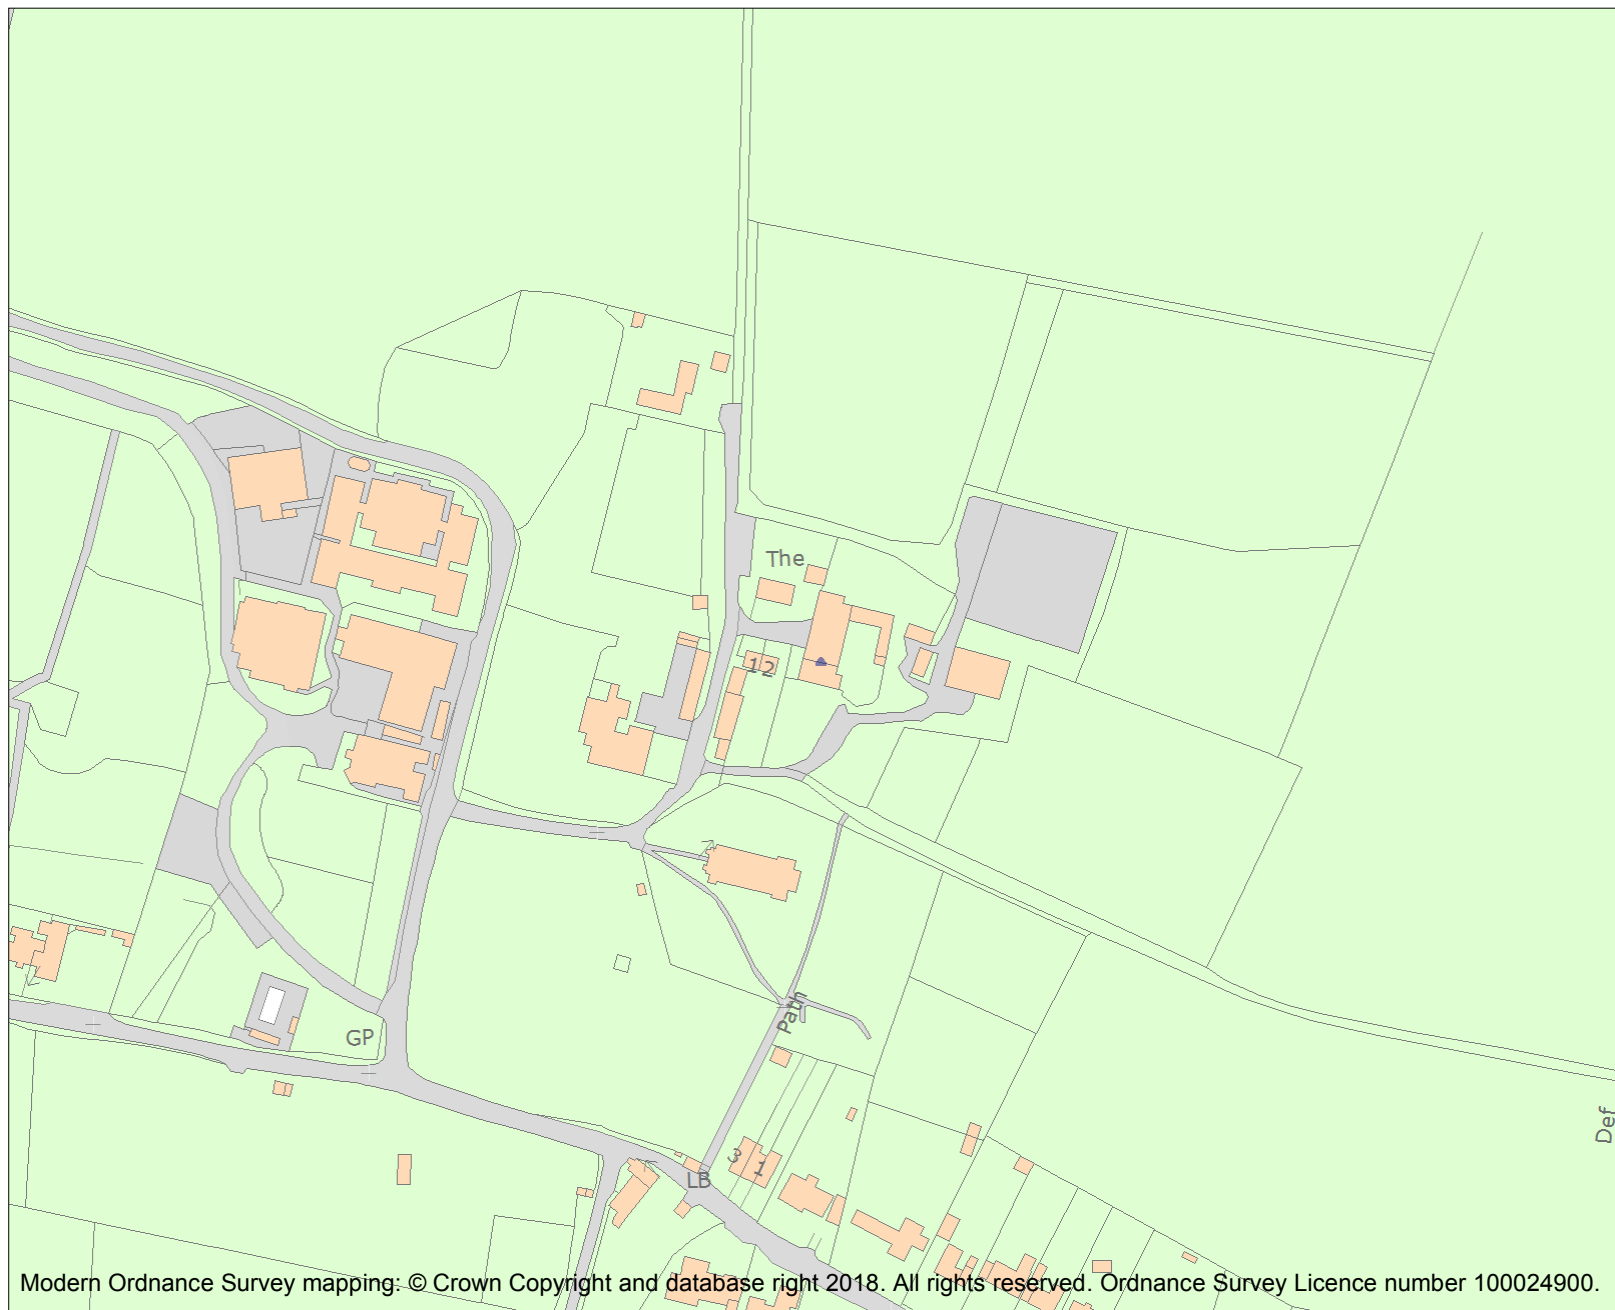 The
12
GP
Path
Def
3
1
LB
Modern Ordnance Survey mapping: © Crown Copyright and database right 2018. All rights reserved. Ordnance Survey Licence number 100024900.